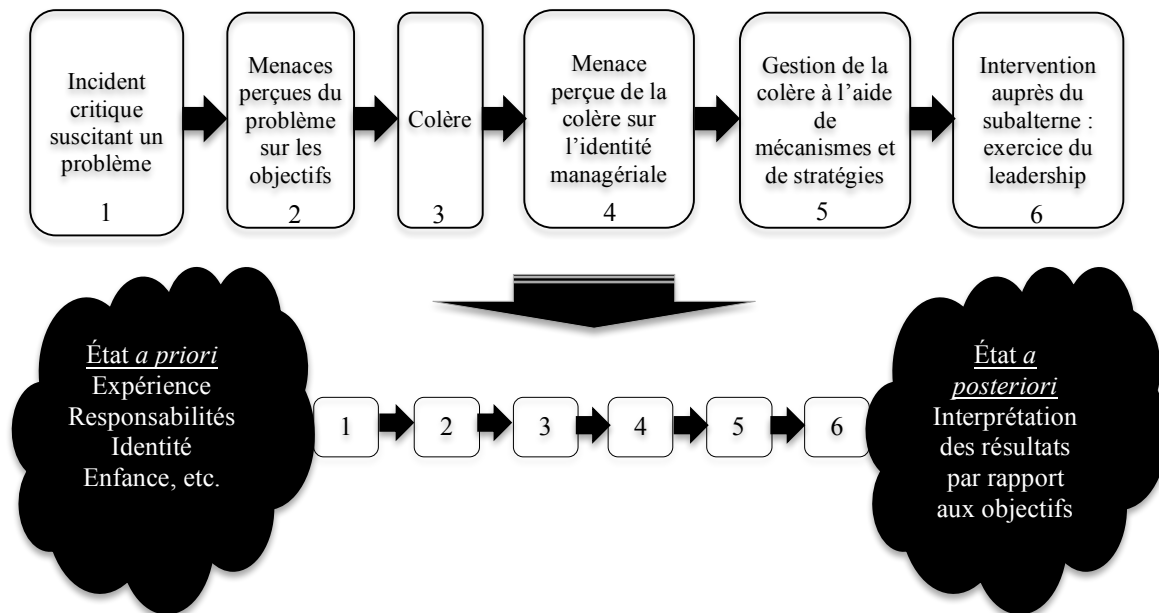 Incident
critique
suscitant un
problème
1
Menaces
perçues du
problème
sur les
objectifs
2
Colère
3
Menace
perçue de la
colère sur
l’identité
managériale
4
Gestion de la
colère à l’aide
de
mécanismes et
de stratégies
5
Intervention
auprès du
subalterne :
exercice du
leadership
6
État a priori
Expérience
Responsabilités
Identité
Enfance, etc.
1
2
3
4
5
6
État a
posteriori
Interprétation
des résultats
par rapport
aux objectifs